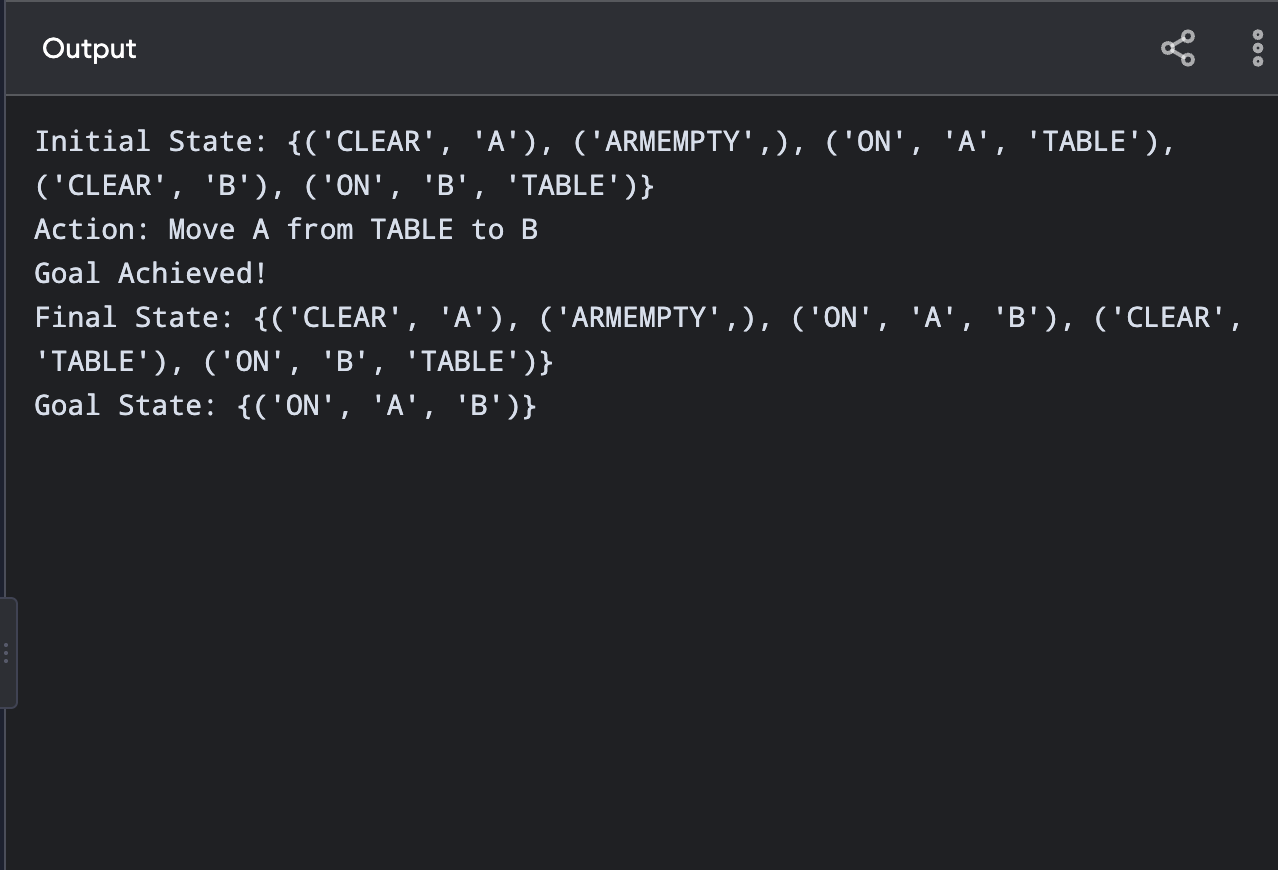 Output
Initial State: {('CLEAR', 'A'), ('ARMEMPTY',), ('ON', 'A', 'TABLE'),
('CLEAR', 'B'), ('ON', 'B', 'TABLE')}
Action: Move A from TABLE to B
Goal Achieved!
Final State: {('CLEAR', 'A'), ('ARMEMPTY',), ('ON', 'A', 'B'), ('CLEAR',
'TABLE'), ('ON', 'B', 'TABLE')}
Goal State: {('ON', 'A', 'B')}